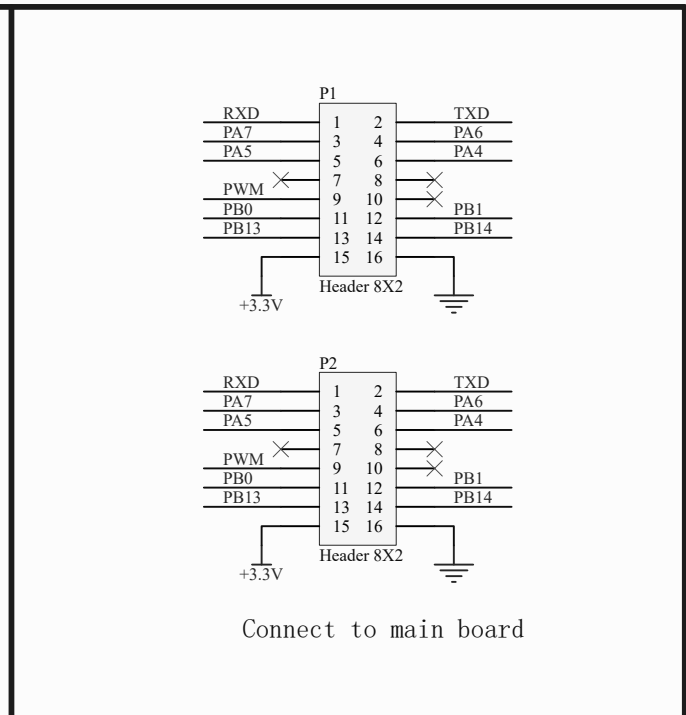 P1
RXD 1 2 TXD
PA7 3 4 PA6
PA5 5 6 PA4
7 8
PWM 9 10
PB0 11 12 PB1
PB13 13 14 PB14
15 16
Header 8X2
+3.3V
P2
RXD 1 2 TXD
PA7 3 4 PA6
PA5 5 6 PA4
7 8
PWM 9 10
PB0 11 12 PB1
PB13 13 14 PB14
15 16
Header 8X2
+3.3V
Connect to main board